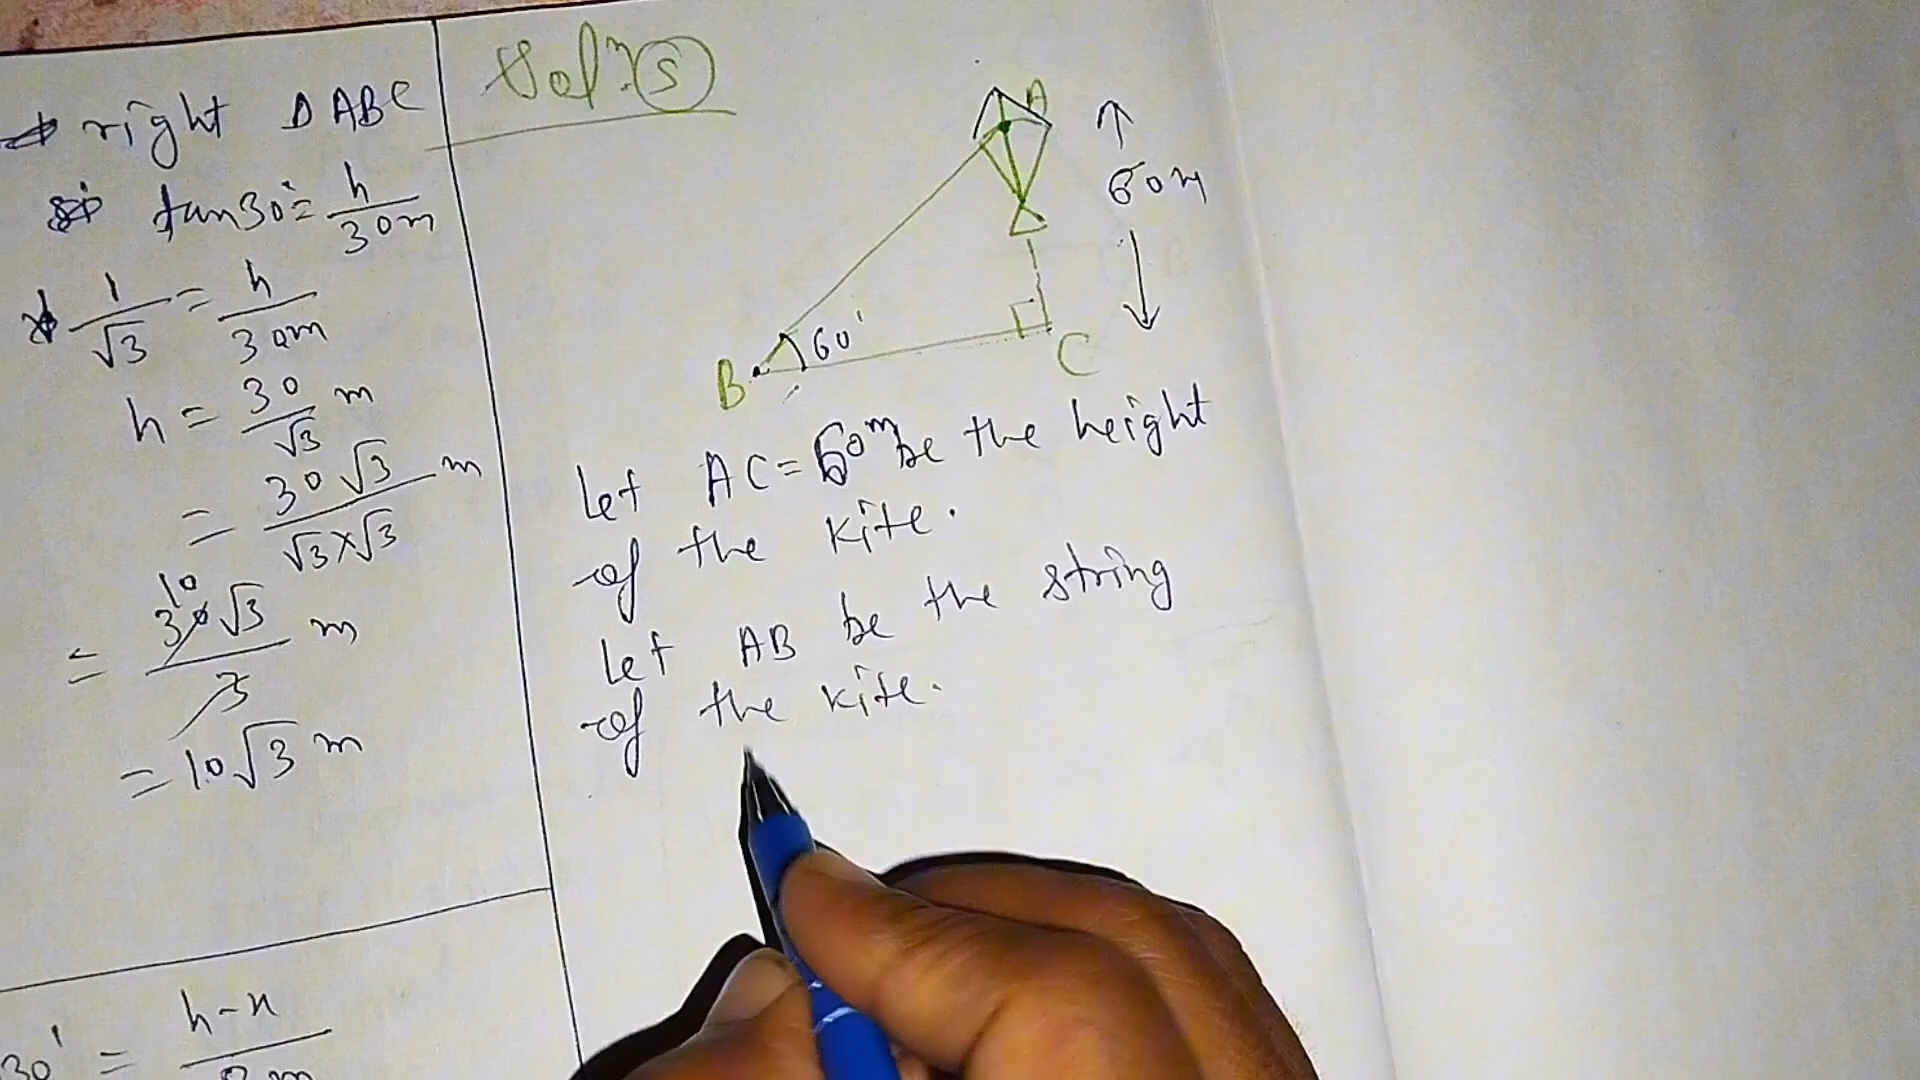 right Δ ABC
tan30° = h/30m
1/√3 = h/30m
h = 30/√3 m
= 30√3/√3×√3 m
= 30√3/3 m
10
= 10√3 m
30° = h-x
Solⁿ: 5
A
60m
60°
B
C
Let AC = 60m be the height
of the kite.
Let AB be the string
of the kite.